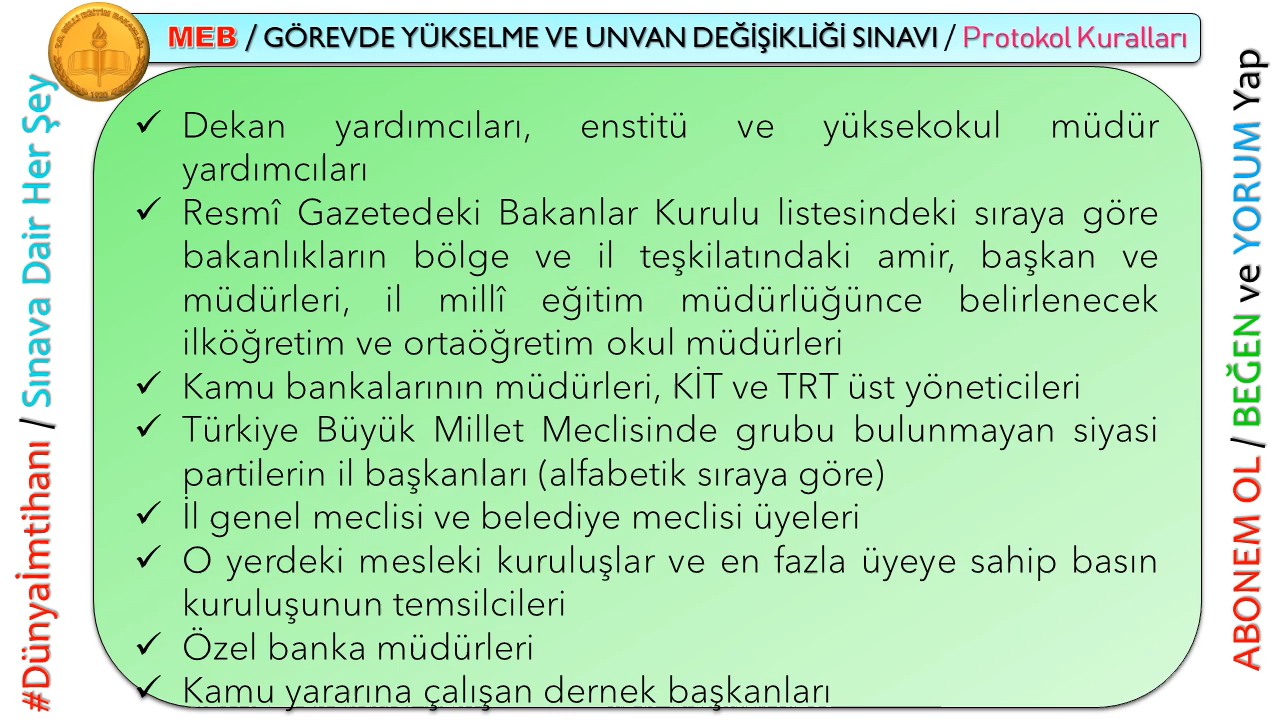 MEB / GÖREVDE YÜKSELME VE UNVAN DEĞİŞİKLİĞİ SINAVI / Protokol Kuralları
#Dünyaİmtihanı / Sınava Dair Her Şey
✓ Dekan yardımcıları, enstitü ve yüksekokul müdür
yardımcıları
✓ Resmî Gazetedeki Bakanlar Kurulu listesindeki sıraya göre
bakanlıkların bölge ve il teşkilatındaki amir, başkan ve
müdürleri, il millî eğitim müdürlüğünce belirlenecek
ilköğretim ve ortaöğretim okul müdürleri
✓ Kamu bankalarının müdürleri, KİT ve TRT üst yöneticileri
✓ Türkiye Büyük Millet Meclisinde grubu bulunmayan siyasi
partilerin il başkanları (alfabetik sıraya göre)
✓ İl genel meclisi ve belediye meclisi üyeleri
✓ O yerdeki mesleki kuruluşlar ve en fazla üyeye sahip basın
kuruluşunun temsilcileri
✓ Özel banka müdürleri
✓ Kamu yararına çalışan dernek başkanları
ABONEM OL / BEĞEN ve YORUM Yap